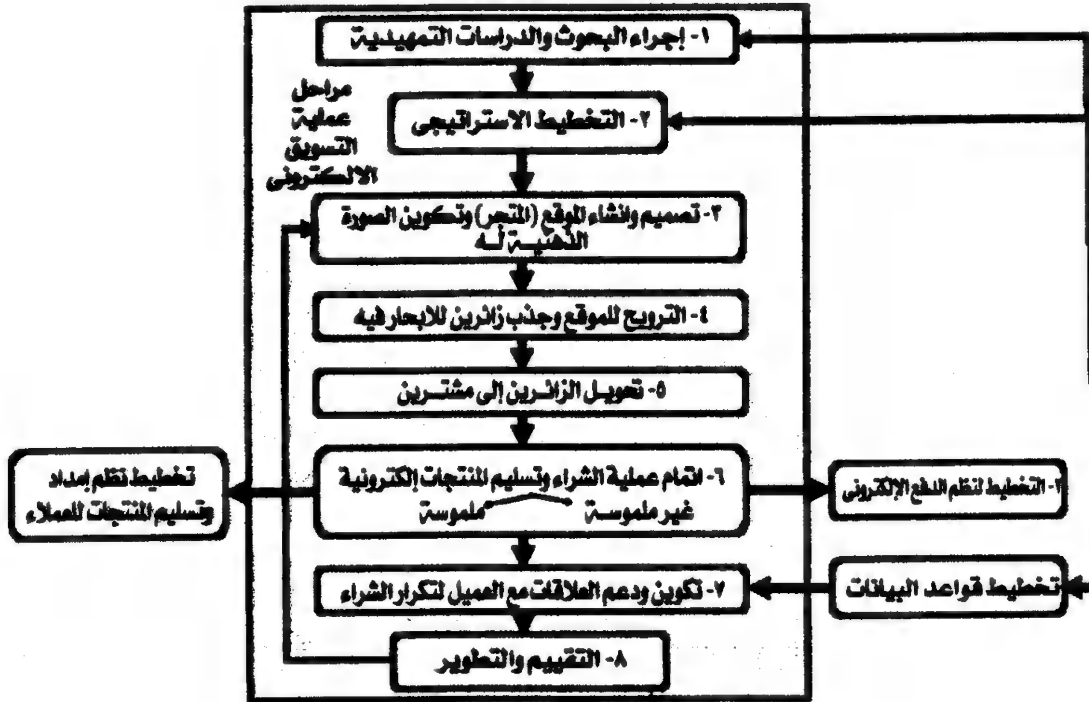 ١- إجراء البحوث والدراسات التمهيدية
مراحل
عملية
التسويق
الالكترونى
٢- التخطيط الاستراتيجى
٣- تصميم وانشاء الموقع (المتجر) وتكوين الصورة
الذهنية له
٤- الترويج للموقع وجذب زائرين للابحار فيه
٥- تحويل الزائرين إلى مشترين
٦- اتمام عملية الشراء وتسليم المنتجات إلكترونية
غير ملموسة ملموسة
تخطيط نظم إمداد
وتسليم المنتجات للعملاء
١- التخطيط لنظم الدفع الإلكترونى
٧- تكوين ودعم العلاقات مع العميل لتكرار الشراء
تخطيط قواعد البيانات
٨- التقييم والتطوير